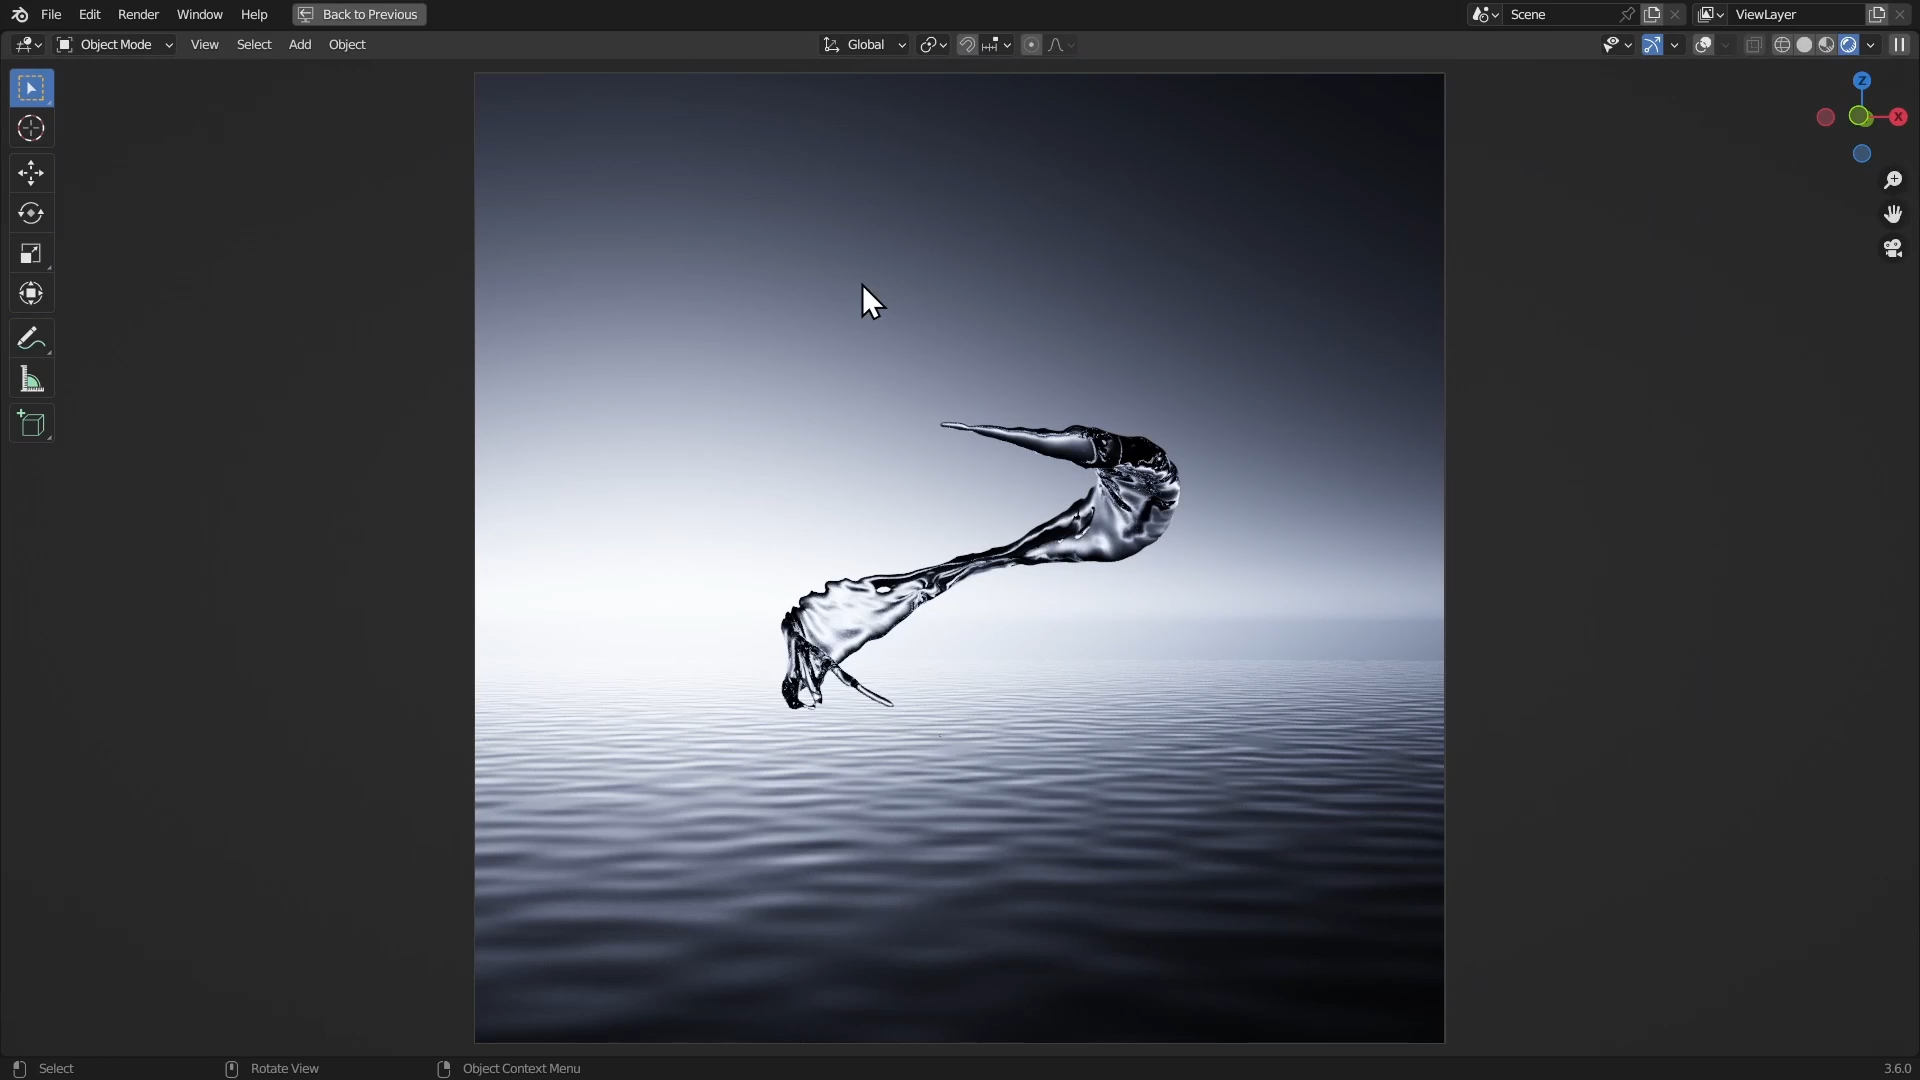 File Edit Render Window Help Back to Previous Scene ViewLayer
Object Mode View Select Add Object Global
Z
X
Select Rotate View Object Context Menu 3.6.0